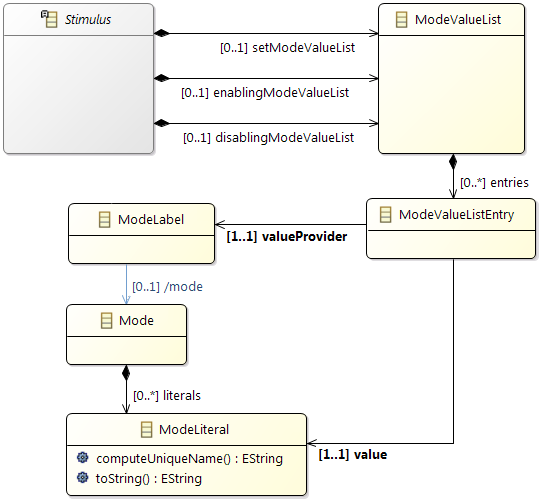 Stimulus
ModeValueList
[0..1] setModeValueList
[0..1] enablingModeValueList
[0..1] disablingModeValueList
[0..*] entries
ModeValueListEntry
ModeLabel
[1..1] valueProvider
[0..1] /mode
Mode
[0..*] literals
ModeLiteral
computeUniqueName() : EString
toString() : EString
[1..1] value